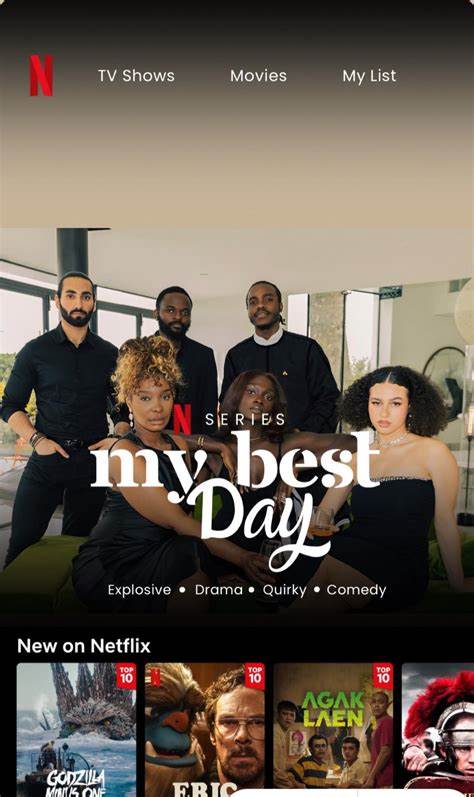 N
TV Shows Movies My List
N SERIES
my best
Day
Explosive • Drama • Quirky • Comedy
New on Netflix
TOP
10
N
TOP
10
TOP
10
GODZILLA
MINUS ONE
ERIC
AGAK
LAEN